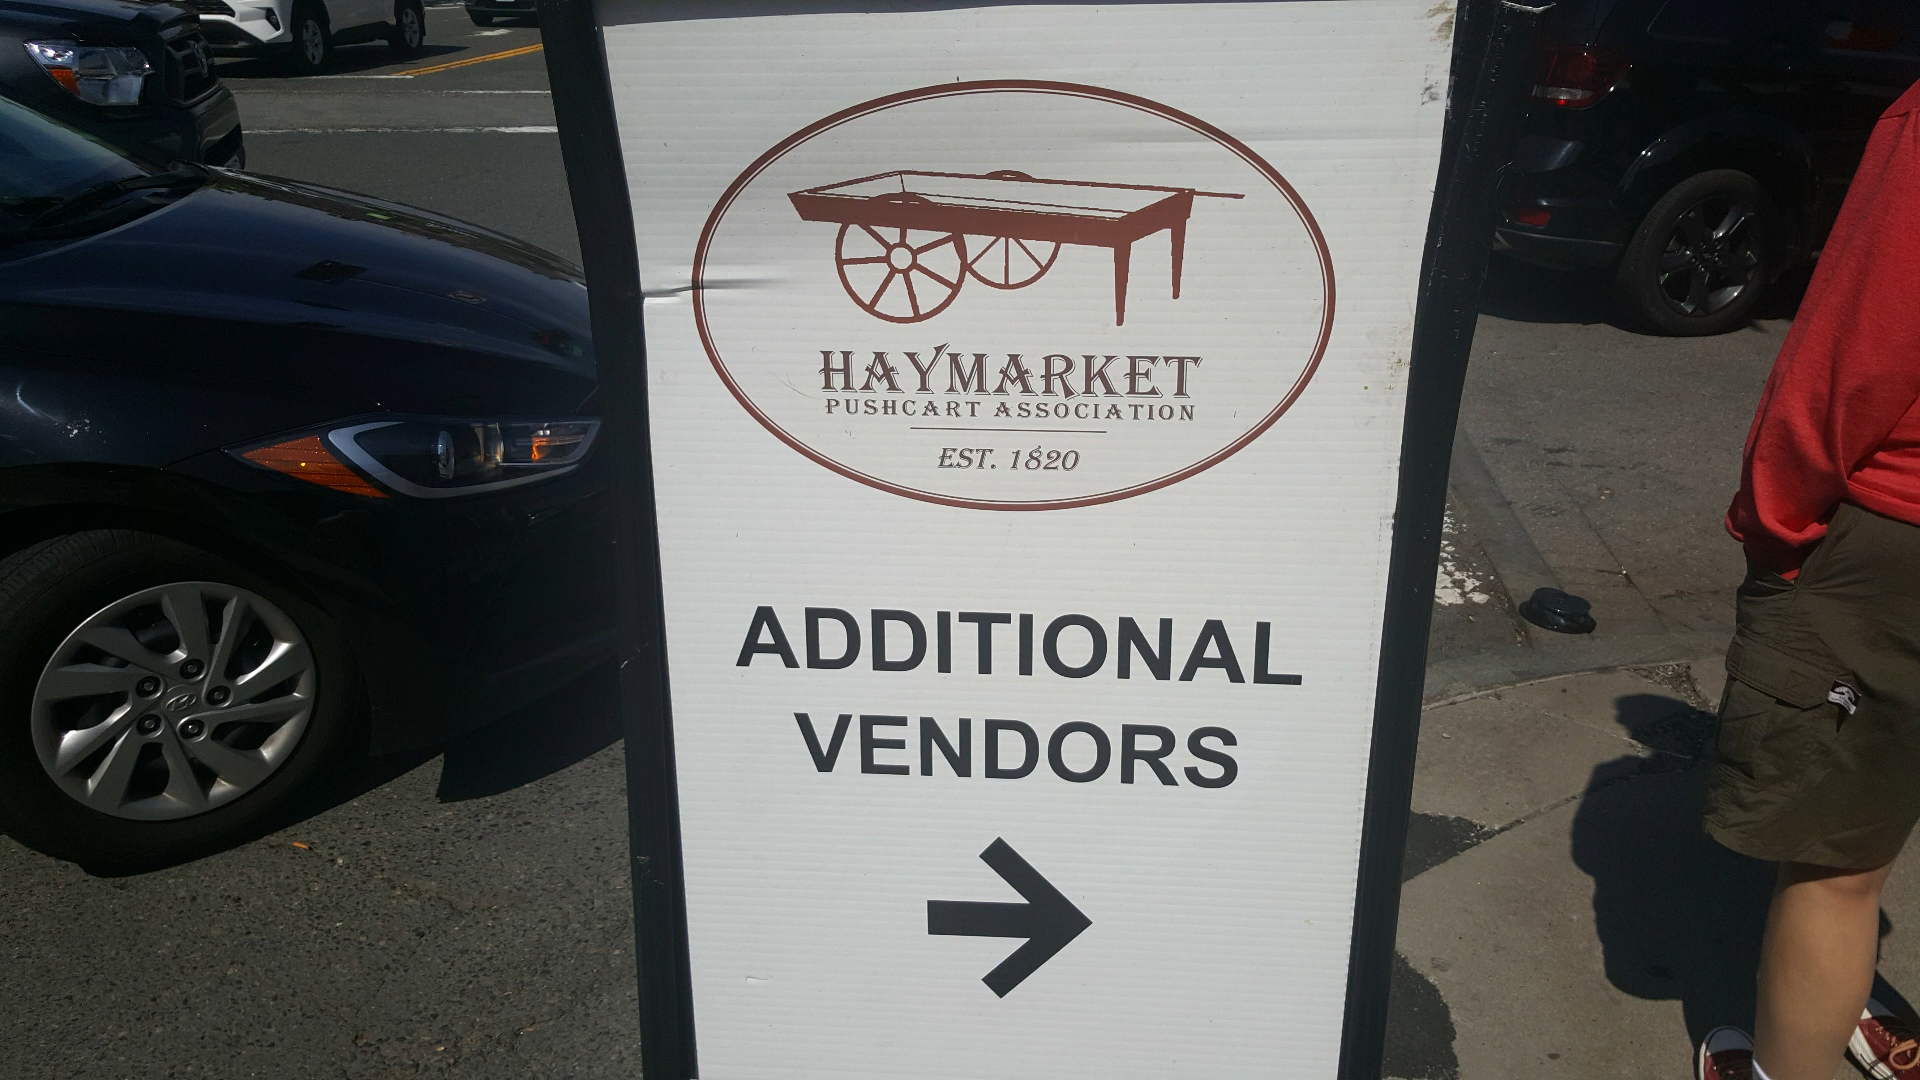 HAYMARKET
PUSHCART ASSOCIATION
EST. 1820
ADDITIONAL
VENDORS